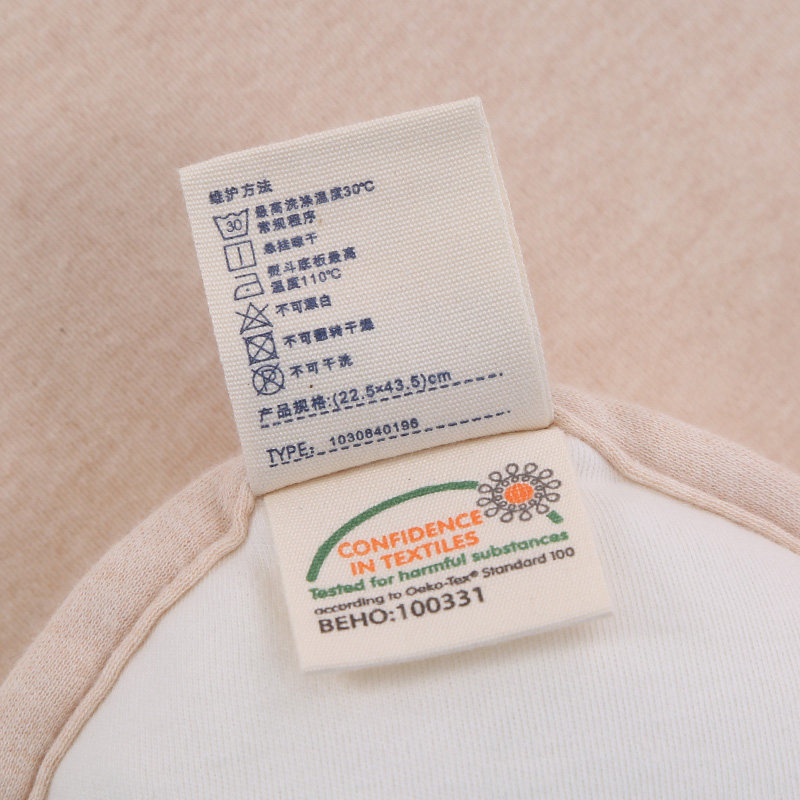 维护方法
30
最高洗涤温度30℃
常规程序
悬挂晾干
熨斗底板最高
温度110℃
不可漂白
不可翻转干燥
不可干洗
产品规格:(22.5×43.5)cm
TYPE: 1030840196
CONFIDENCE
IN TEXTILES
Tested for harmful substances
according to Oeko-Tex® Standard 100
BEHO:100331